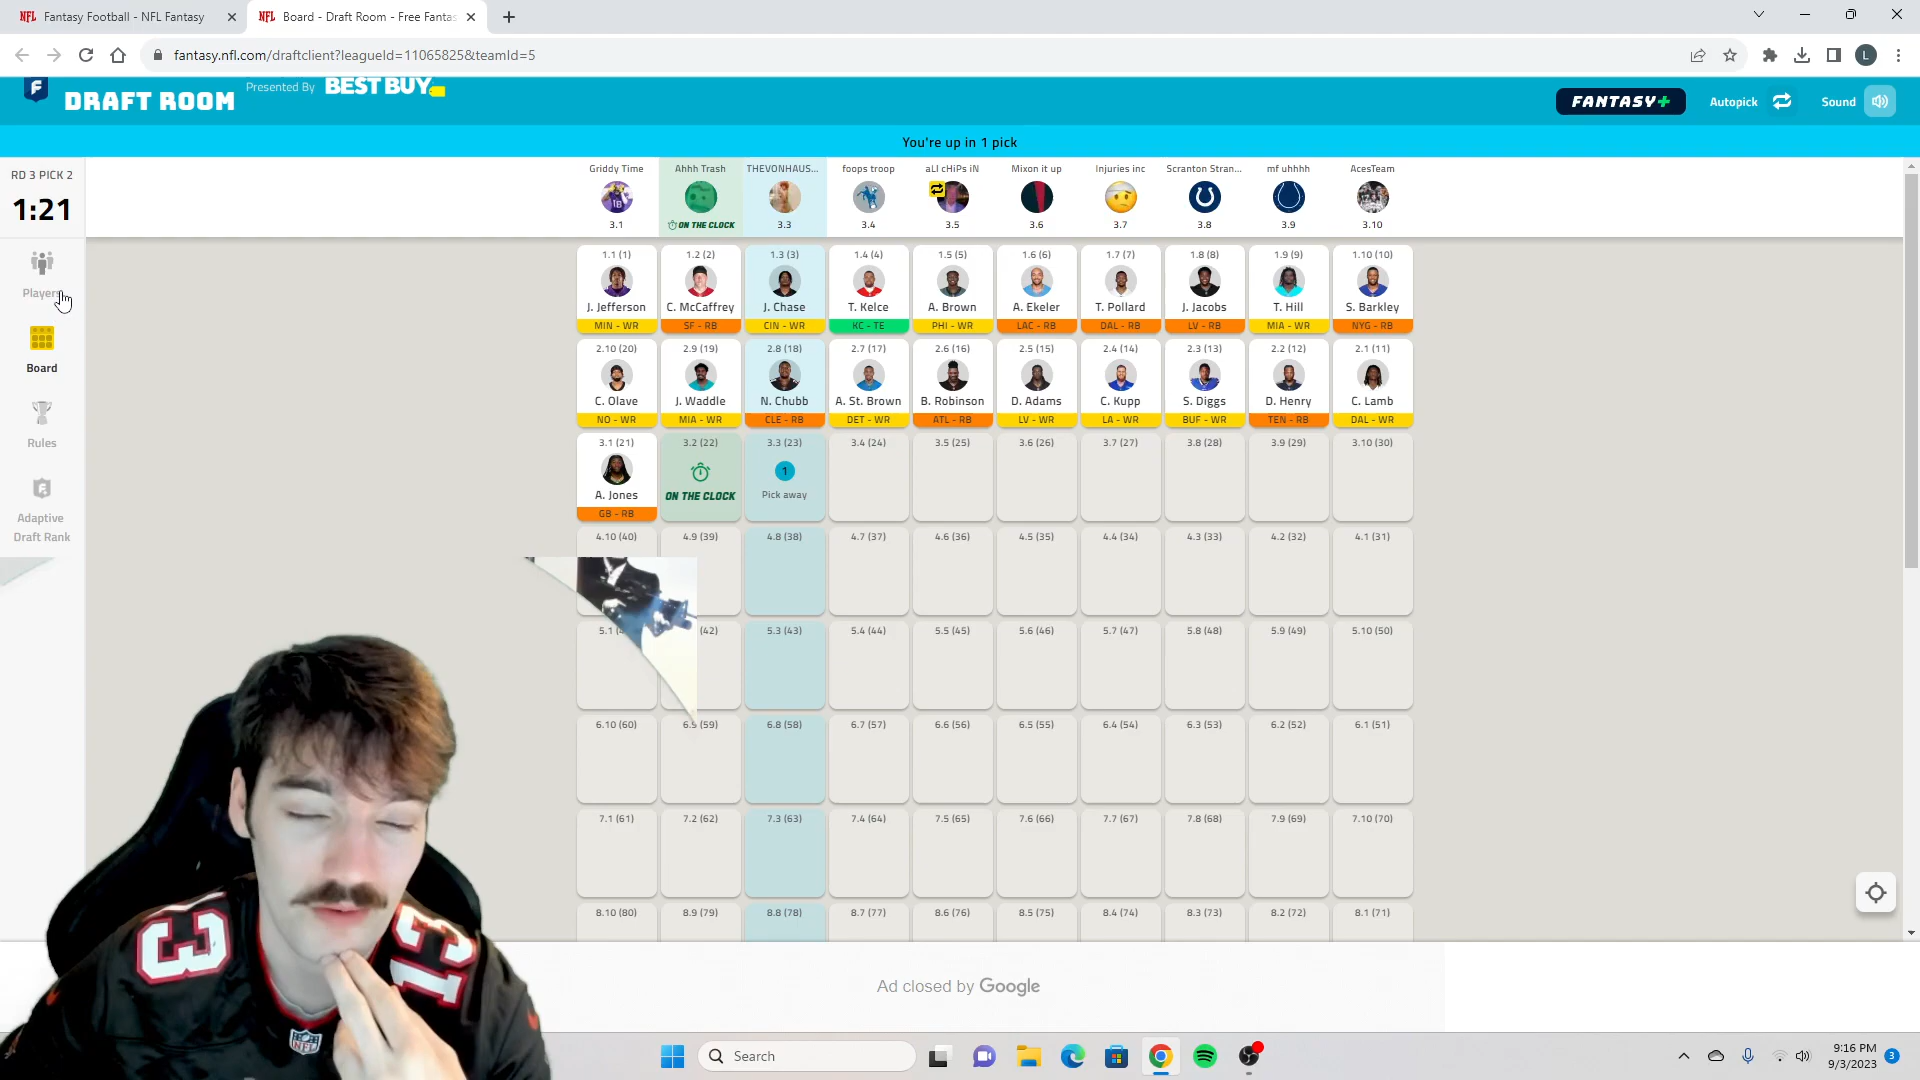 NFL Fantasy Football - NFL Fantasy
NFL Board - Draft Room - Free Fantas
fantasy.nfl.com/draftclient?leagueId=11065825&teamId=5
L
F DRAFT ROOM Presented By BEST BUY
FANTASY+ Autopick Sound
You're up in 1 pick
RD 3 PICK 2
1:21
Players
Board
Rules
Adaptive
Draft Rank
Griddy Time Ahhh Trash THEVONHAUS... foops troop aLl cHiPs iN Mixon it up Injuries inc Scranton Stran... mf uhhhh AcesTeam
3.1 ON THE CLOCK 3.3 3.4 3.5 3.6 3.7 3.8 3.9 3.10
1.1 (1) 1.2 (2) 1.3 (3) 1.4 (4) 1.5 (5) 1.6 (6) 1.7 (7) 1.8 (8) 1.9 (9) 1.10 (10)
J. Jefferson C. McCaffrey J. Chase T. Kelce A. Brown A. Ekeler T. Pollard J. Jacobs T. Hill S. Barkley
MIN - WR SF - RB CIN - WR KC - TE PHI - WR LAC - RB DAL - RB LV - RB MIA - WR NYG - RB
2.10 (20) 2.9 (19) 2.8 (18) 2.7 (17) 2.6 (16) 2.5 (15) 2.4 (14) 2.3 (13) 2.2 (12) 2.1 (11)
C. Olave J. Waddle N. Chubb A. St. Brown B. Robinson D. Adams C. Kupp S. Diggs D. Henry C. Lamb
NO - WR MIA - WR CLE - RB DET - WR ATL - RB LV - WR LA - WR BUF - WR TEN - RB DAL - WR
3.1 (21) 3.2 (22) 3.3 (23) 3.4 (24) 3.5 (25) 3.6 (26) 3.7 (27) 3.8 (28) 3.9 (29) 3.10 (30)
1
A. Jones ON THE CLOCK Pick away
GB - RB
4.10 (40) 4.9 (39) 4.8 (38) 4.7 (37) 4.6 (36) 4.5 (35) 4.4 (34) 4.3 (33) 4.2 (32) 4.1 (31)
5.1 (42) 5.3 (43) 5.4 (44) 5.5 (45) 5.6 (46) 5.7 (47) 5.8 (48) 5.9 (49) 5.10 (50)
6.10 (60) 6.9 (59) 6.8 (58) 6.7 (57) 6.6 (56) 6.5 (55) 6.4 (54) 6.3 (53) 6.2 (52) 6.1 (51)
7.1 (61) 7.2 (62) 7.3 (63) 7.4 (64) 7.5 (65) 7.6 (66) 7.7 (67) 7.8 (68) 7.9 (69) 7.10 (70)
8.10 (80) 8.9 (79) 8.8 (78) 8.7 (77) 8.6 (76) 8.5 (75) 8.4 (74) 8.3 (73) 8.2 (72) 8.1 (71)
3 13
NFL
Ad closed by Google
Search
9:16 PM
9/3/2023 3